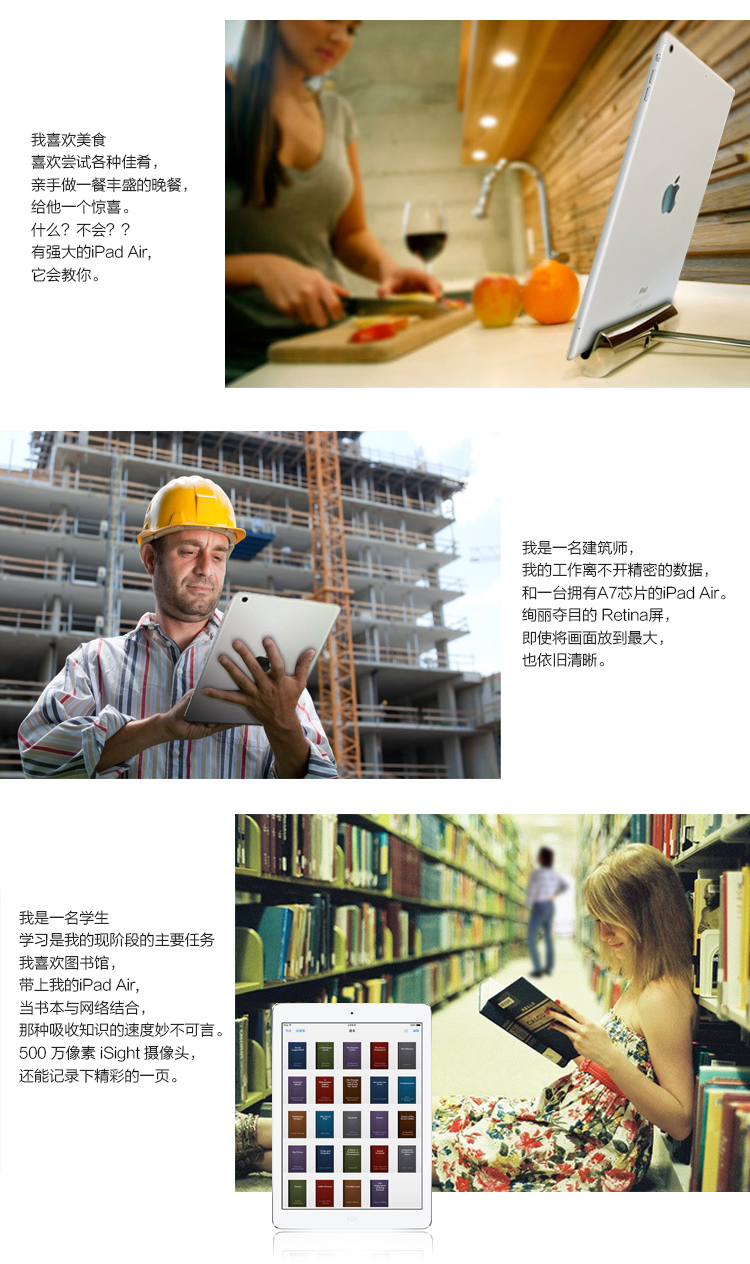 我喜欢美食
喜欢尝试各种佳肴，
亲手做一餐丰盛的晚餐，
给他一个惊喜。
什么？不会？？
有强大的iPad Air,
它会教你。
iPad
我是一名建筑师，
我的工作离不开精密的数据，
和一台拥有A7芯片的iPad Air。
绚丽夺目的 Retina屏，
即使将画面放到最大，
也依旧清晰。
我是一名学生
学习是我的现阶段的主要任务
我喜欢图书馆，
带上我的iPad Air,
当书本与网络结合，
那种吸收知识的速度妙不可言。
500 万像素 iSight 摄像头，
还能记录下精彩的一页。